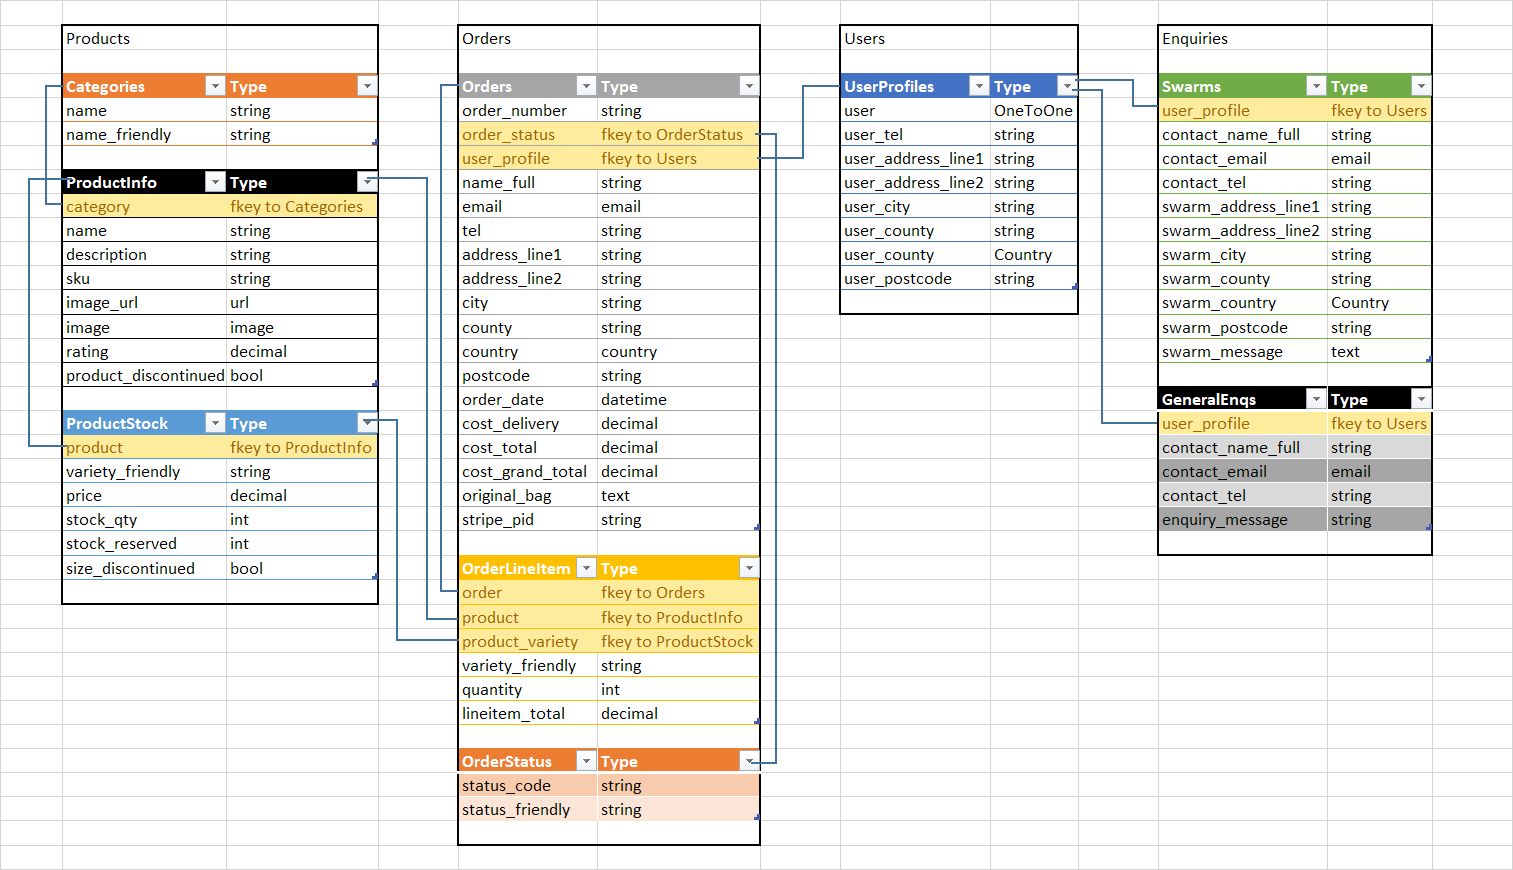 Products
Categories Type
name string
name_friendly string
ProductInfo Type
category fkey to Categories
name string
description string
sku string
image_url url
image image
rating decimal
product_discontinued bool
ProductStock Type
product fkey to ProductInfo
variety_friendly string
price decimal
stock_qty int
stock_reserved int
size_discontinued bool
Orders
Orders Type
order_number string
order_status fkey to OrderStatus
user_profile fkey to Users
name_full string
email email
tel string
address_line1 string
address_line2 string
city string
county string
country country
postcode string
order_date datetime
cost_delivery decimal
cost_total decimal
cost_grand_total decimal
original_bag text
stripe_pid string
OrderLineItem Type
order fkey to Orders
product fkey to ProductInfo
product_variety fkey to ProductStock
variety_friendly string
quantity int
lineitem_total decimal
OrderStatus Type
status_code string
status_friendly string
Users
UserProfiles Type
user OneToOne
user_tel string
user_address_line1 string
user_address_line2 string
user_city string
user_county string
user_county Country
user_postcode string
Enquiries
Swarms Type
user_profile fkey to Users
contact_name_full string
contact_email email
contact_tel string
swarm_address_line1 string
swarm_address_line2 string
swarm_city string
swarm_county string
swarm_country Country
swarm_postcode string
swarm_message text
GeneralEnqs Type
user_profile fkey to Users
contact_name_full string
contact_email email
contact_tel string
enquiry_message string